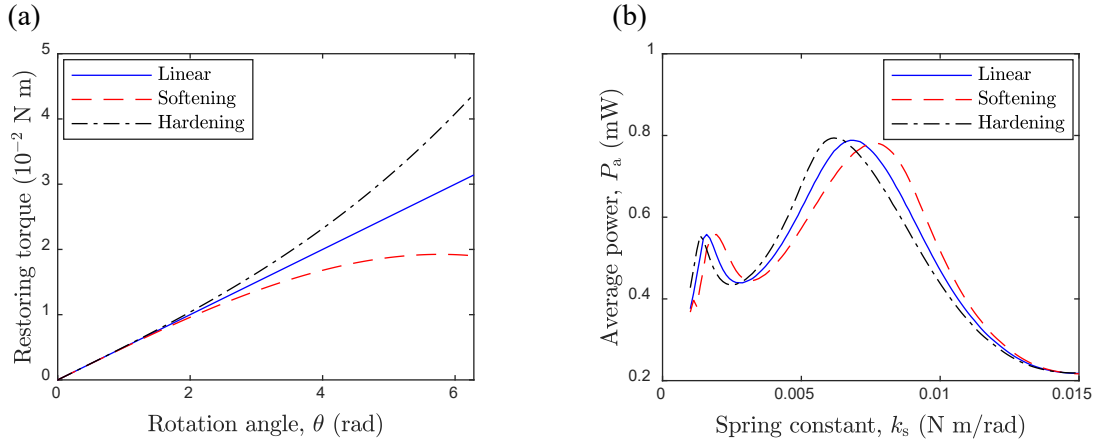 (a)
5
4
3
2
1
0
0
2
4
6
Restoring torque (10⁻² N m)
Rotation angle, θ (rad)
Linear
Softening
Hardening
(b)
1
0.8
0.6
0.4
0.2
0
0.005
0.01
0.015
Average power, Pₐ (mW)
Spring constant, kₛ (N m/rad)
Linear
Softening
Hardening